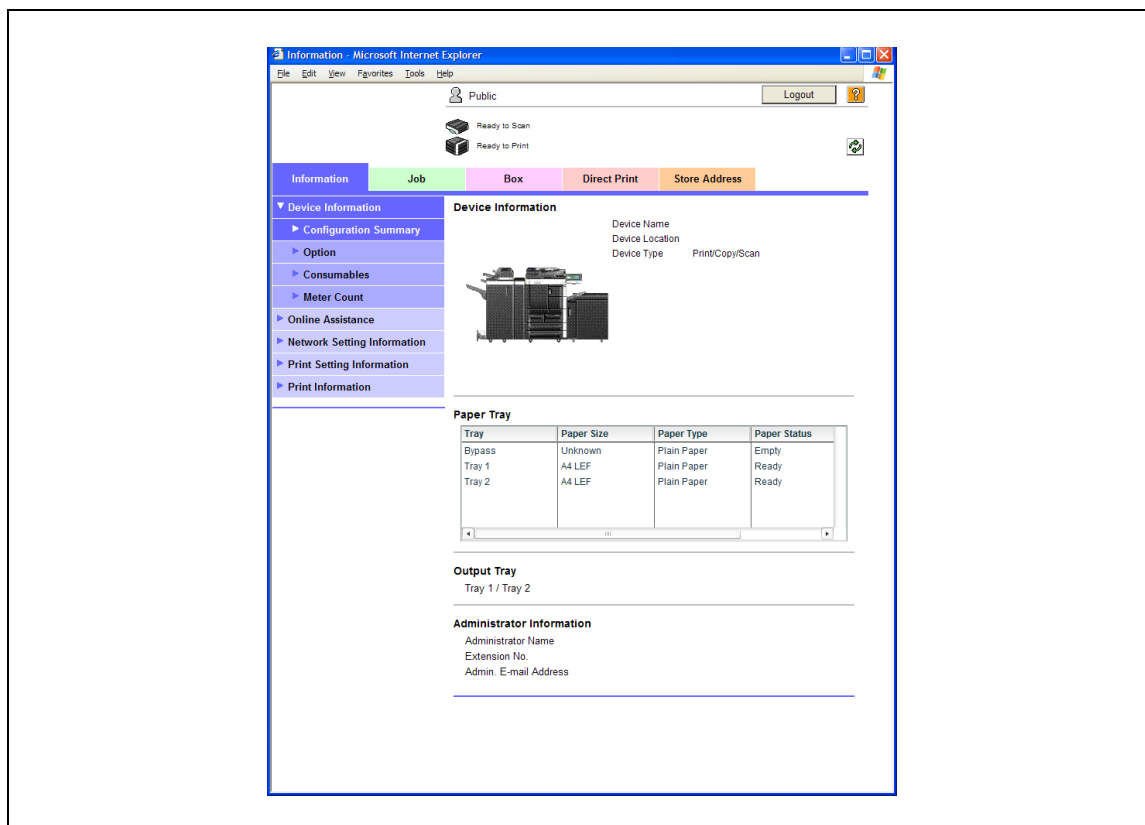 Information - Microsoft Internet Explorer
File Edit View Favorites Tools Help
Public Logout ?
Ready to Scan
Ready to Print
Information Job Box Direct Print Store Address
Device Information
Configuration Summary
Option
Consumables
Meter Count
Online Assistance
Network Setting Information
Print Setting Information
Print Information
Device Information
Device Name
Device Location
Device Type Print/Copy/Scan
Paper Tray
Tray Paper Size Paper Type Paper Status
Bypass Unknown Plain Paper Empty
Tray 1 A4 LEF Plain Paper Ready
Tray 2 A4 LEF Plain Paper Ready
Output Tray
Tray 1 / Tray 2
Administrator Information
Administrator Name
Extension No.
Admin. E-mail Address